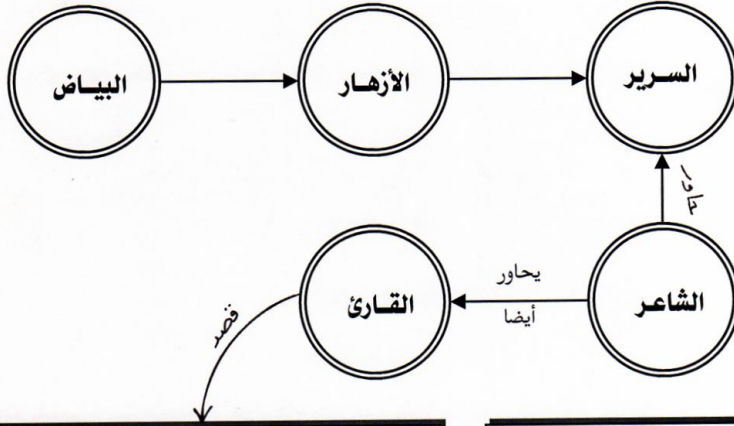 السرير
الأزهار
البياض
حاور
الشاعر
يحاور
أيضا
القارئ
قصد